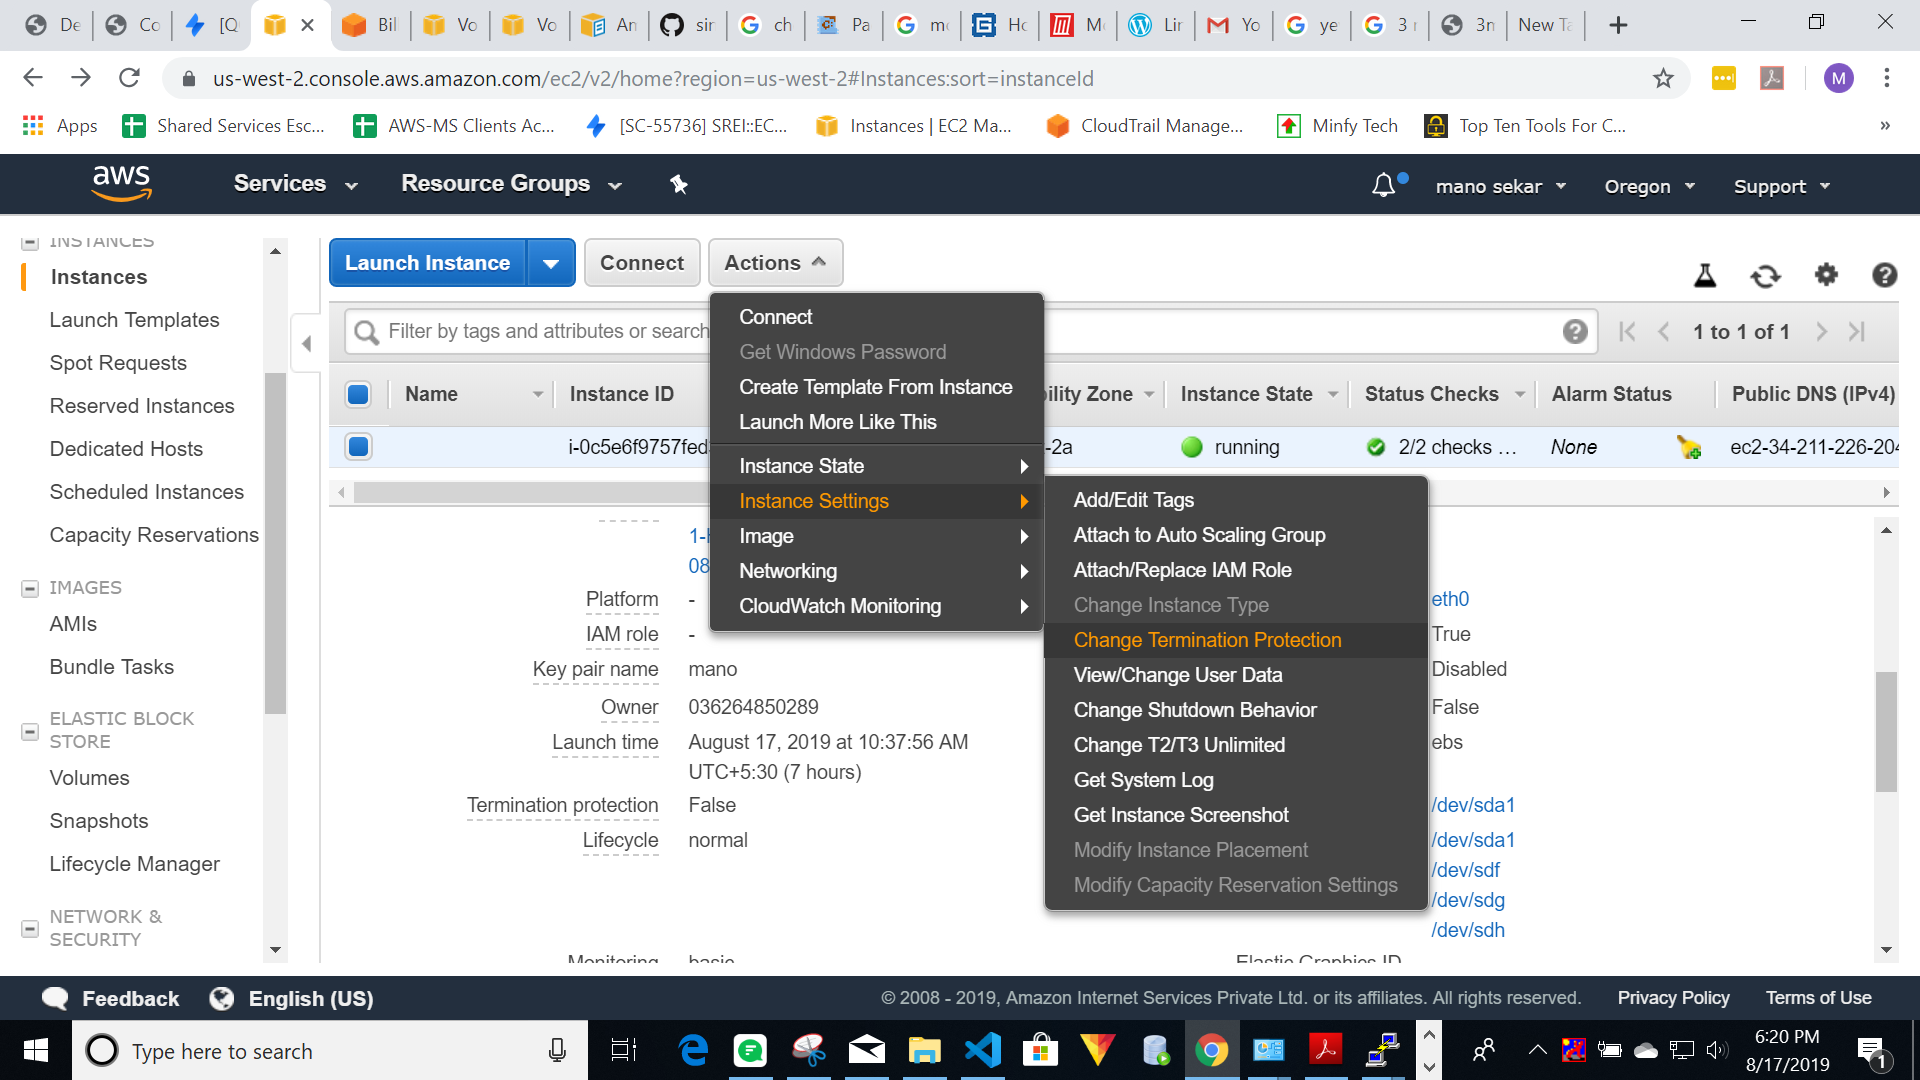 De
Co
[Q
Bil
Vo
Vo
An
sir
ch
Pa
mo
Ho
Mo
Lir
Yo
ye
3 r
3n
New Ta
us-west-2.console.aws.amazon.com/ec2/v2/home?region=us-west-2#Instances:sort=instanceId
M
Apps
Shared Services Esc...
AWS-MS Clients Ac...
[SC-55736] SREI::EC...
Instances | EC2 Ma...
CloudTrail Manage...
Minfy Tech
Top Ten Tools For C...
»
aws
Services
Resource Groups
mano sekar
Oregon
Support
INSTANCES
Instances
Launch Templates
Spot Requests
Reserved Instances
Dedicated Hosts
Scheduled Instances
Capacity Reservations
IMAGES
AMIs
Bundle Tasks
ELASTIC BLOCK
STORE
Volumes
Snapshots
Lifecycle Manager
NETWORK &
SECURITY
Launch Instance
Connect
Actions
Filter by tags and attributes or search
1 to 1 of 1
Name
Instance ID
bility Zone
Instance State
Status Checks
Alarm Status
Public DNS (IPv4)
i-0c5e6f9757fed
-2a
running
2/2 checks ...
None
ec2-34-211-226-204
Connect
Get Windows Password
Create Template From Instance
Launch More Like This
Instance State
Instance Settings
Image
Networking
CloudWatch Monitoring
Add/Edit Tags
Attach to Auto Scaling Group
Attach/Replace IAM Role
Change Instance Type
Change Termination Protection
View/Change User Data
Change Shutdown Behavior
Change T2/T3 Unlimited
Get System Log
Get Instance Screenshot
Modify Instance Placement
Modify Capacity Reservation Settings
08
Platform -
IAM role -
Key pair name mano
Owner 036264850289
Launch time August 17, 2019 at 10:37:56 AM
UTC+5:30 (7 hours)
Termination protection False
Lifecycle normal
Monitoring basic
eth0
True
Disabled
False
ebs
/dev/sda1
/dev/sda1
/dev/sdf
/dev/sdg
/dev/sdh
Elastic Graphics ID
Feedback
English (US)
© 2008 - 2019, Amazon Internet Services Private Ltd. or its affiliates. All rights reserved.
Privacy Policy
Terms of Use
Type here to search
6:20 PM
8/17/2019
1